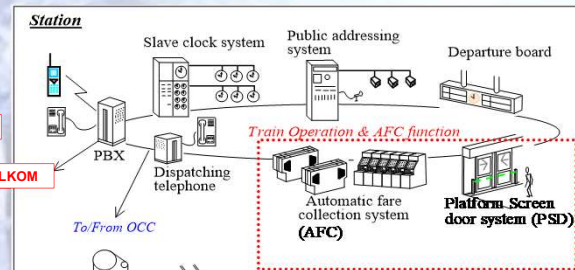 Station
Slave clock system
Public addressing
system
Departure board
Train Operation & AFC function
PBX
LKOM
Dispatching
telephone
Automatic fare
collection system
(AFC)
Platform Screen
door system (PSD)
To/From OCC